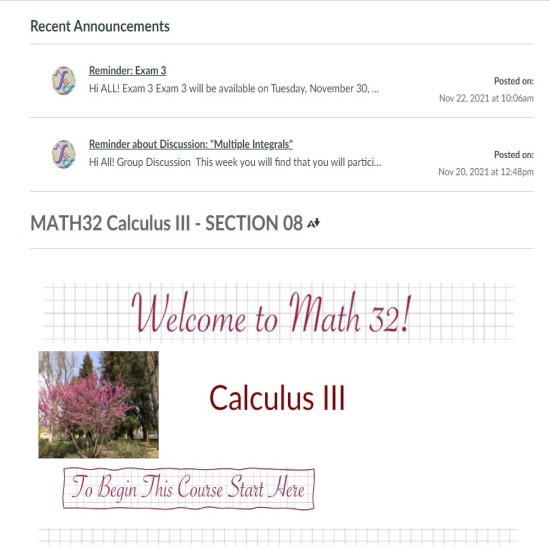 Recent Announcements
Reminder: Exam 3
Hi ALL! Exam 3 Exam 3 will be available on Tuesday, November 30, ...
Posted on:
Nov 22, 2021 at 10:06am
Reminder about Discussion: "Multiple Integrals"
Hi All! Group Discussion This week you will find that you will partici...
Posted on:
Nov 20, 2021 at 12:48pm
MATH32 Calculus III - SECTION 08
Welcome to Math 32!
Calculus III
To Begin This Course Start Here